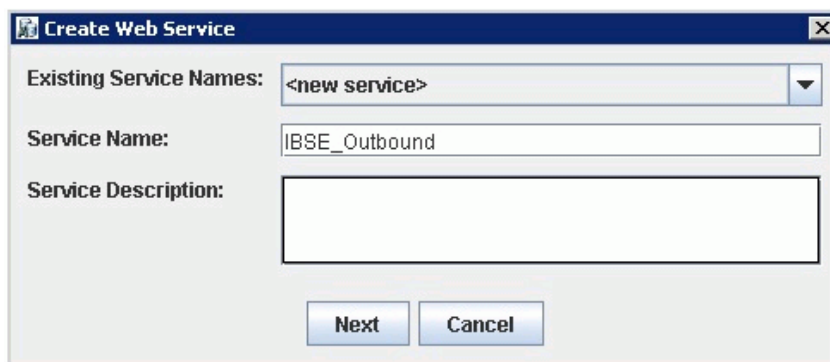 Create Web Service
Existing Service Names: <new service>
Service Name: IBSE_Outbound
Service Description:
Next Cancel